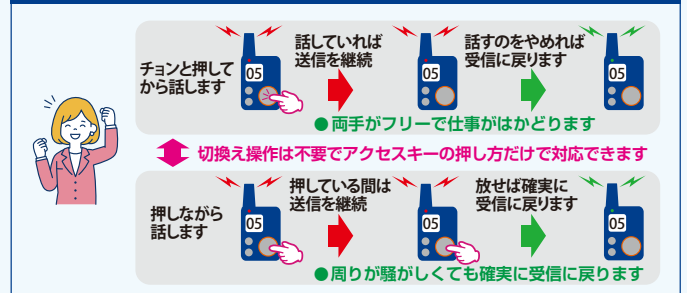 チョンと押して
から話します
05
話していれば
送信を継続
05
話すのをやめれば
受信に戻ります
05
●両手がフリーで仕事がはかどります
切換え操作は不要でアクセスキーの押し方だけで対応できます
押しながら
話します
05
押している間は
送信を継続
05
放せば確実に
受信に戻ります
05
●周りが騒がしくても確実に受信に戻ります